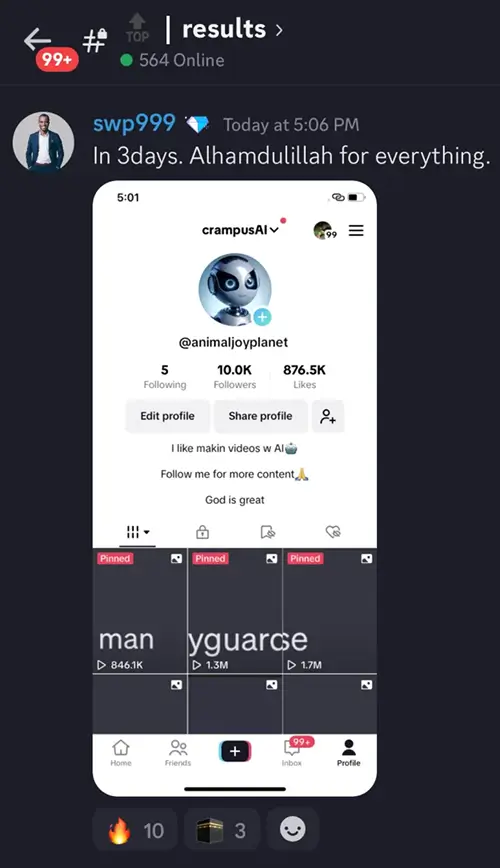 TOP | results >
99+
564 Online
swp999 Today at 5:06 PM
In 3days. Alhamdulillah for everything.
5:01
crampusAI
99
@animaljoyplanet
5 10.0K 876.5K
Following Followers Likes
Edit profile Share profile
I like makin videos w AI🤖
Follow me for more content🙏
God is great
Pinned Pinned Pinned
man yguarcse
846.1K 1.3M 1.7M
99+
Home Friends Inbox Profile
10 3